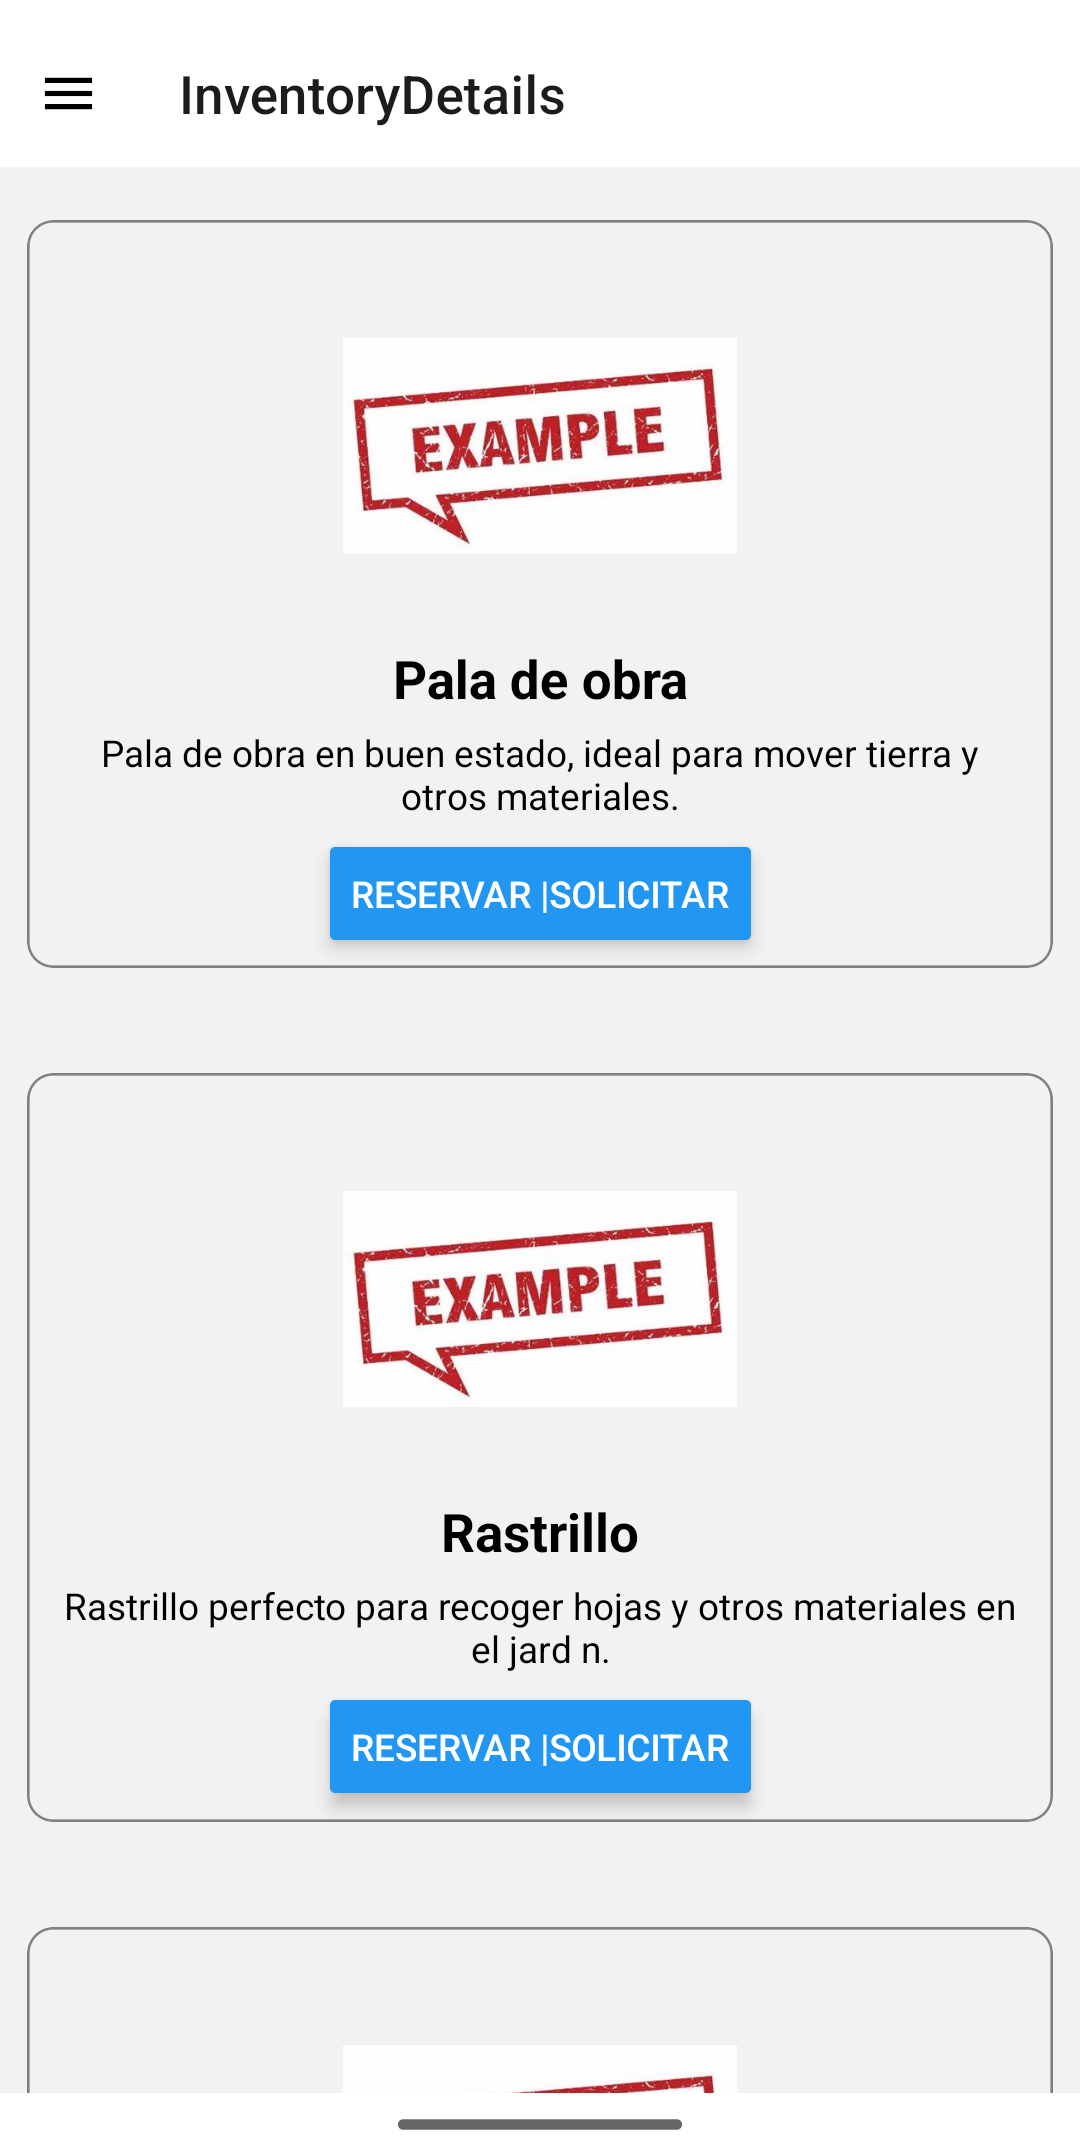 InventoryDetails
EXAMPLE
Pala de obra
Pala de obra en buen estado, ideal para mover tierra y
otros materiales.
RESERVAR |SOLICITAR
EXAMPLE
Rastrillo
Rastrillo perfecto para recoger hojas y otros materiales en
el jard n.
RESERVAR |SOLICITAR